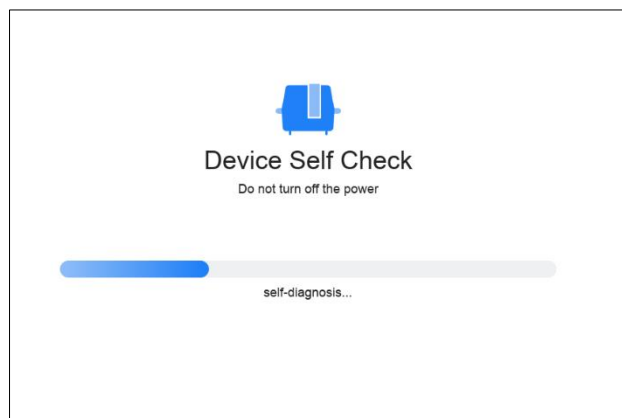 Device Self Check
Do not turn off the power
self-diagnosis...